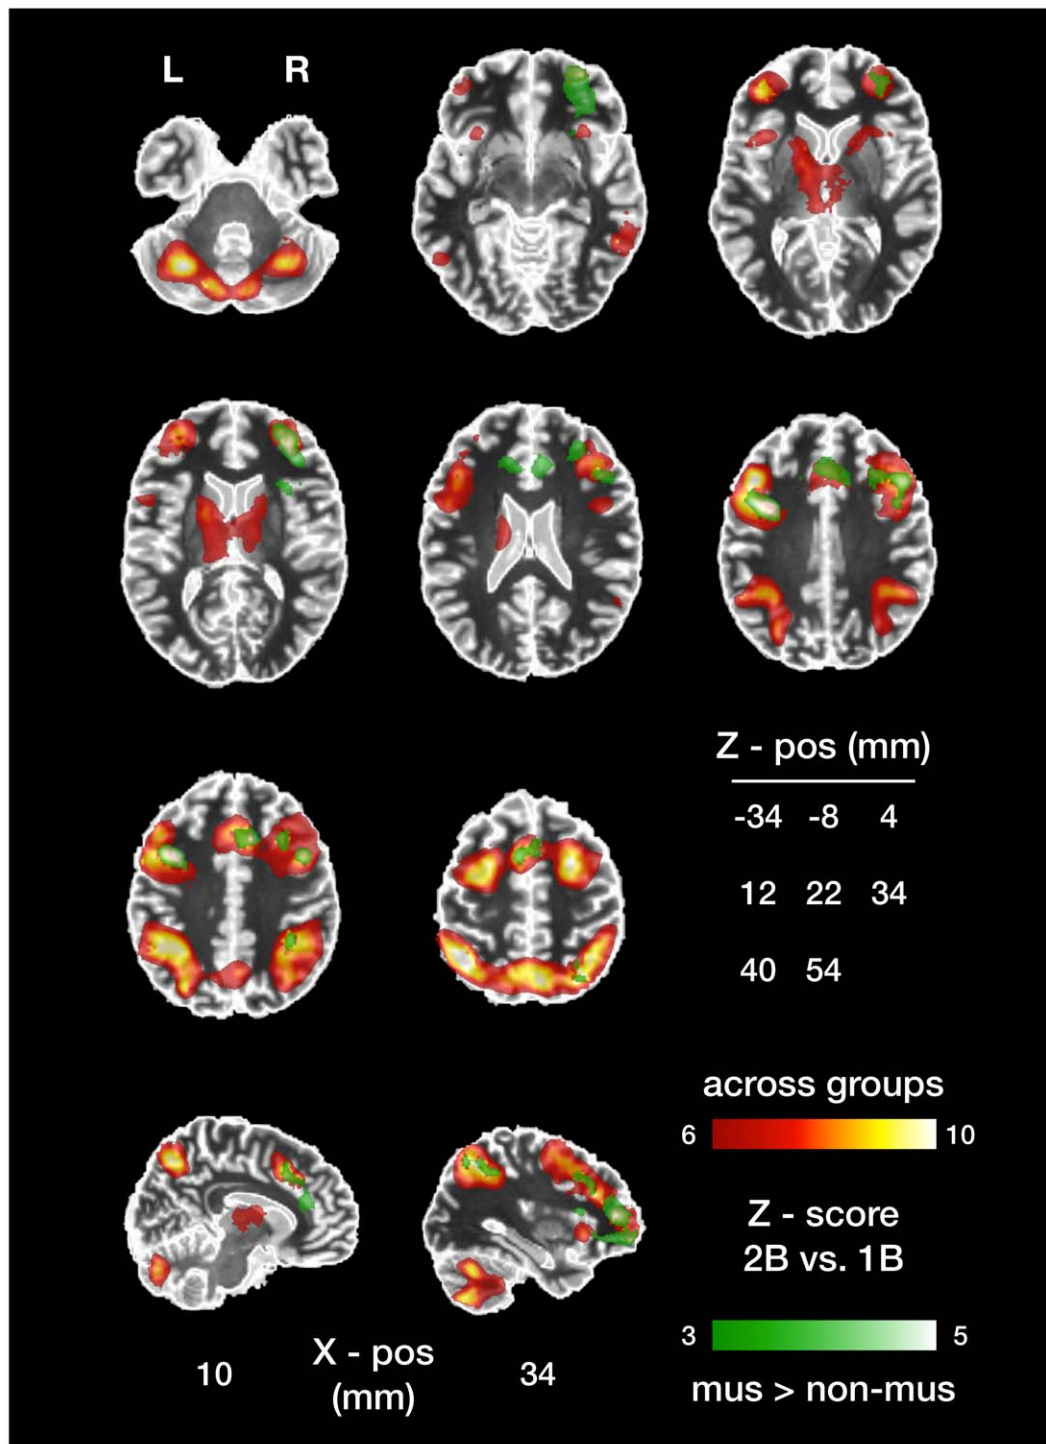 L R
Z - pos (mm)
-34 -8 4
12 22 34
40 54
across groups
6 10
Z - score
2B vs. 1B
3 5
mus > non-mus
X - pos
(mm)
10 34